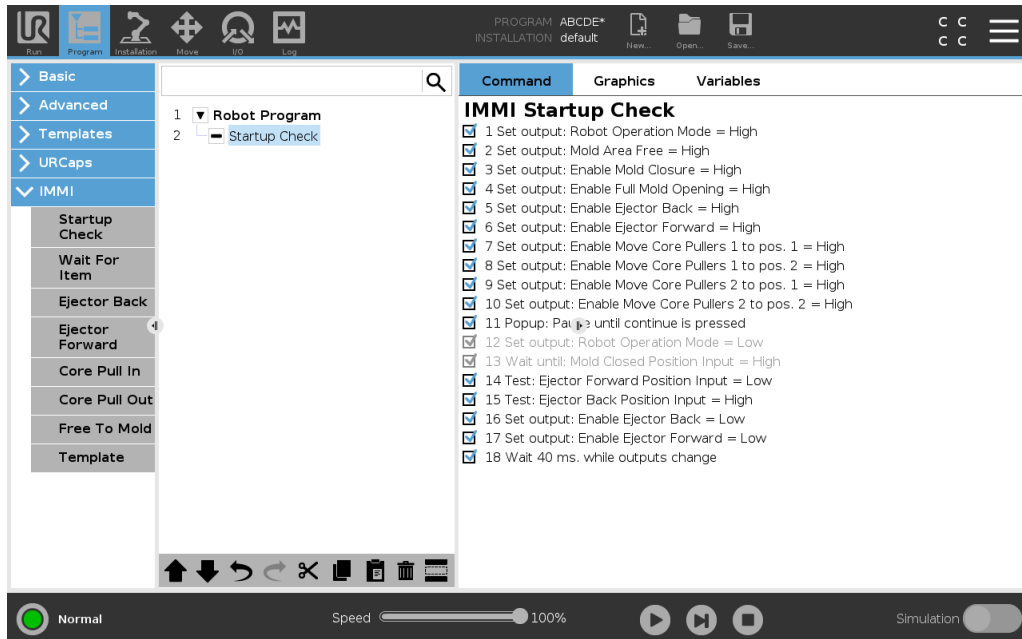 UR
Run
Program
Installation
Move
I/O
Log
PROGRAM ABCDE*
INSTALLATION default
New...
Open...
Save...
C C
C C
Basic
Advanced
Templates
URCaps
IMMI
Startup
Check
Wait For
Item
Ejector Back
Ejector
Forward
Core Pull In
Core Pull Out
Free To Mold
Template
1 Robot Program
2 Startup Check
Command Graphics Variables
IMMI Startup Check
1 Set output: Robot Operation Mode = High
2 Set output: Mold Area Free = High
3 Set output: Enable Mold Closure = High
4 Set output: Enable Full Mold Opening = High
5 Set output: Enable Ejector Back = High
6 Set output: Enable Ejector Forward = High
7 Set output: Enable Move Core Pullers 1 to pos. 1 = High
8 Set output: Enable Move Core Pullers 1 to pos. 2 = High
9 Set output: Enable Move Core Pullers 2 to pos. 1 = High
10 Set output: Enable Move Core Pullers 2 to pos. 2 = High
11 Popup: Pause until continue is pressed
12 Set output: Robot Operation Mode = Low
13 Wait until: Mold Closed Position Input = High
14 Test: Ejector Forward Position Input = Low
15 Test: Ejector Back Position Input = High
16 Set output: Enable Ejector Back = Low
17 Set output: Enable Ejector Forward = Low
18 Wait 40 ms. while outputs change
Normal
Speed 100%
Simulation